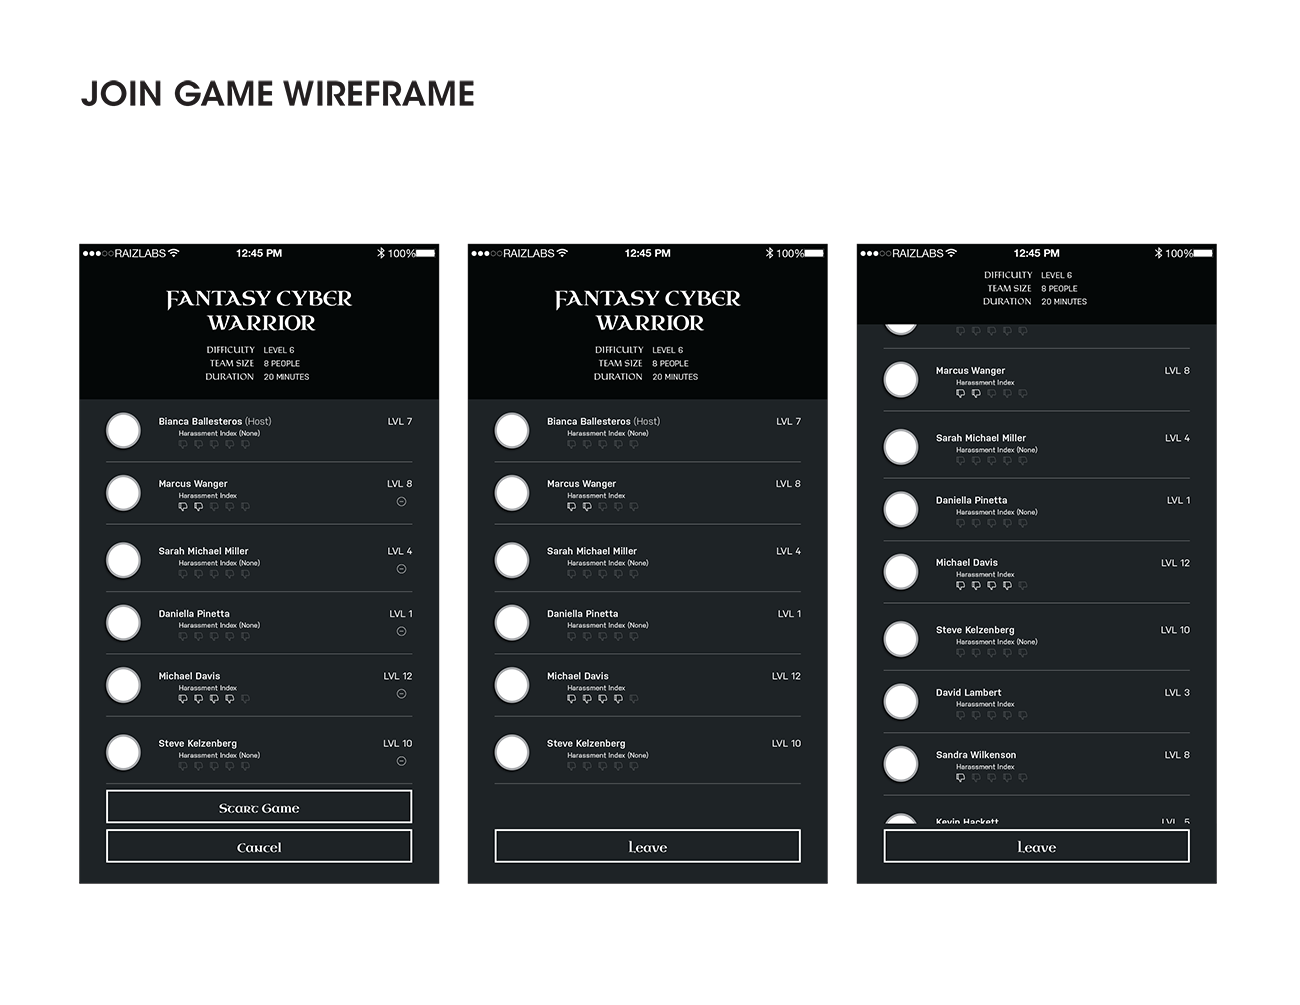 JOIN GAME WIREFRAME
RAIZLABS 12:45 PM 100%
FANTASY CYBER
WARRIOR
DIFFICULTY LEVEL 6
TEAM SIZE 8 PEOPLE
DURATION 20 MINUTES
Bianca Ballesteros (Host) LVL 7
Harassment Index (None)
Marcus Wanger LVL 8
Harassment Index
Sarah Michael Miller LVL 4
Harassment Index (None)
Daniella Pinetta LVL 1
Harassment Index (None)
Michael Davis LVL 12
Harassment Index
Steve Kelzenberg LVL 10
Harassment Index (None)
Start Game
Cancel
RAIZLABS 12:45 PM 100%
FANTASY CYBER
WARRIOR
DIFFICULTY LEVEL 6
TEAM SIZE 8 PEOPLE
DURATION 20 MINUTES
Bianca Ballesteros (Host) LVL 7
Harassment Index (None)
Marcus Wanger LVL 8
Harassment Index
Sarah Michael Miller LVL 4
Harassment Index (None)
Daniella Pinetta LVL 1
Harassment Index (None)
Michael Davis LVL 12
Harassment Index
Steve Kelzenberg LVL 10
Harassment Index (None)
Leave
RAIZLABS 12:45 PM 100%
DIFFICULTY LEVEL 6
TEAM SIZE 8 PEOPLE
DURATION 20 MINUTES
Marcus Wanger LVL 8
Harassment Index
Sarah Michael Miller LVL 4
Harassment Index (None)
Daniella Pinetta LVL 1
Harassment Index (None)
Michael Davis LVL 12
Harassment Index
Steve Kelzenberg LVL 10
Harassment Index (None)
David Lambert LVL 3
Harassment Index
Sandra Wilkenson LVL 8
Harassment Index
Kevin Hackett LVL 5
Leave